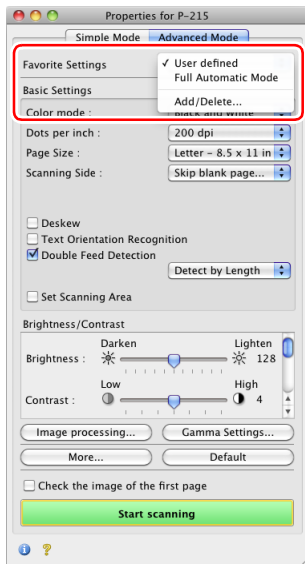 Properties for P-215
Simple Mode Advanced Mode
Favorite Settings ✓ User defined
Full Automatic Mode
Basic Settings
Add/Delete...
Color mode : Black and White
Dots per inch : 200 dpi
Page Size : Letter - 8.5 x 11 in
Scanning Side : Skip blank page...
Deskew
Text Orientation Recognition
Double Feed Detection
Detect by Length
Set Scanning Area
Brightness/Contrast
Darken Lighten
Brightness : 128
Low High
Contrast : 4
Image processing... Gamma Settings...
More... Default
Check the image of the first page
Start scanning